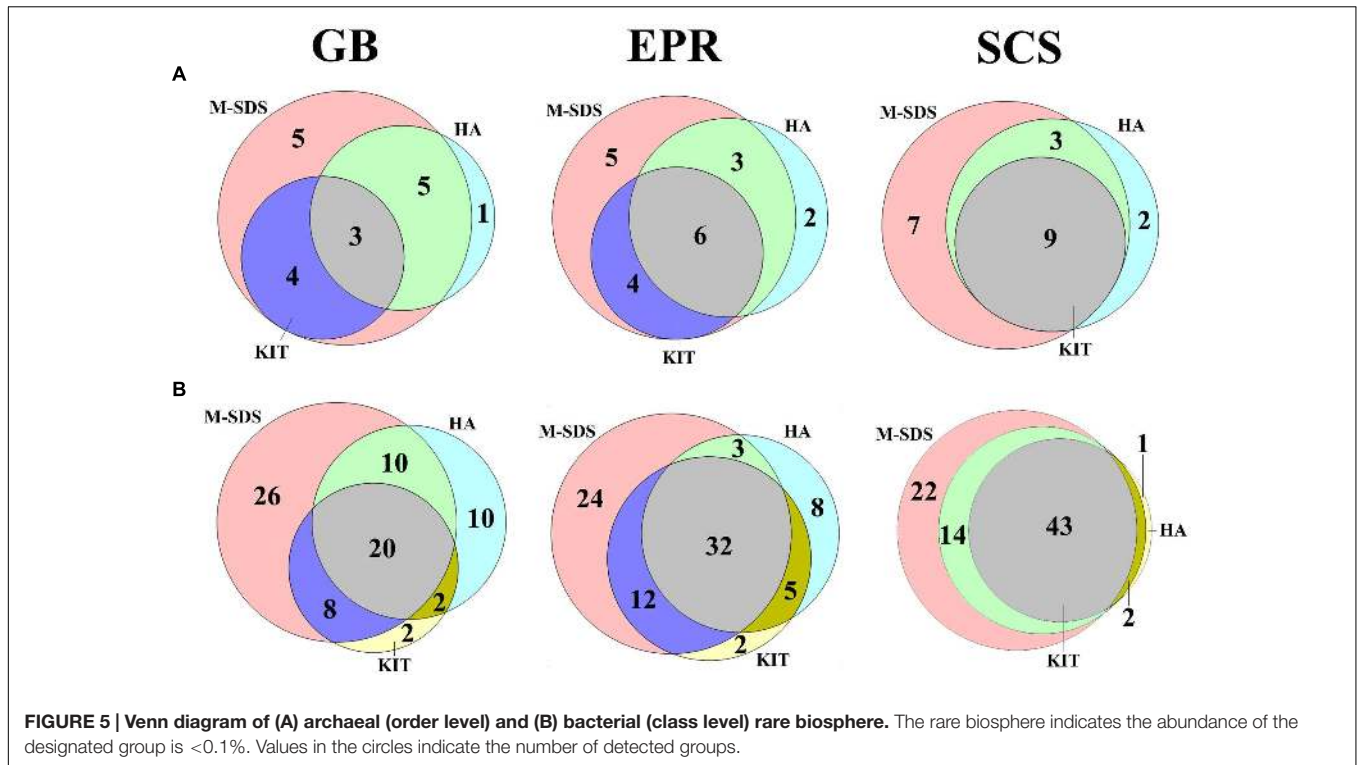 GB EPR SCS
A
M-SDS HA M-SDS HA M-SDS HA
5 5 1 3 4 KIT
5 3 2 6 4 KIT
3 7 2 9 KIT
B
M-SDS HA M-SDS HA M-SDS HA
26 10 10 20 8 2 2 KIT
24 3 8 32 12 5 2 KIT
22 1 14 43 2 KIT
FIGURE 5 | Venn diagram of (A) archaeal (order level) and (B) bacterial (class level) rare biosphere. The rare biosphere indicates the abundance of the
designated group is <0.1%. Values in the circles indicate the number of detected groups.